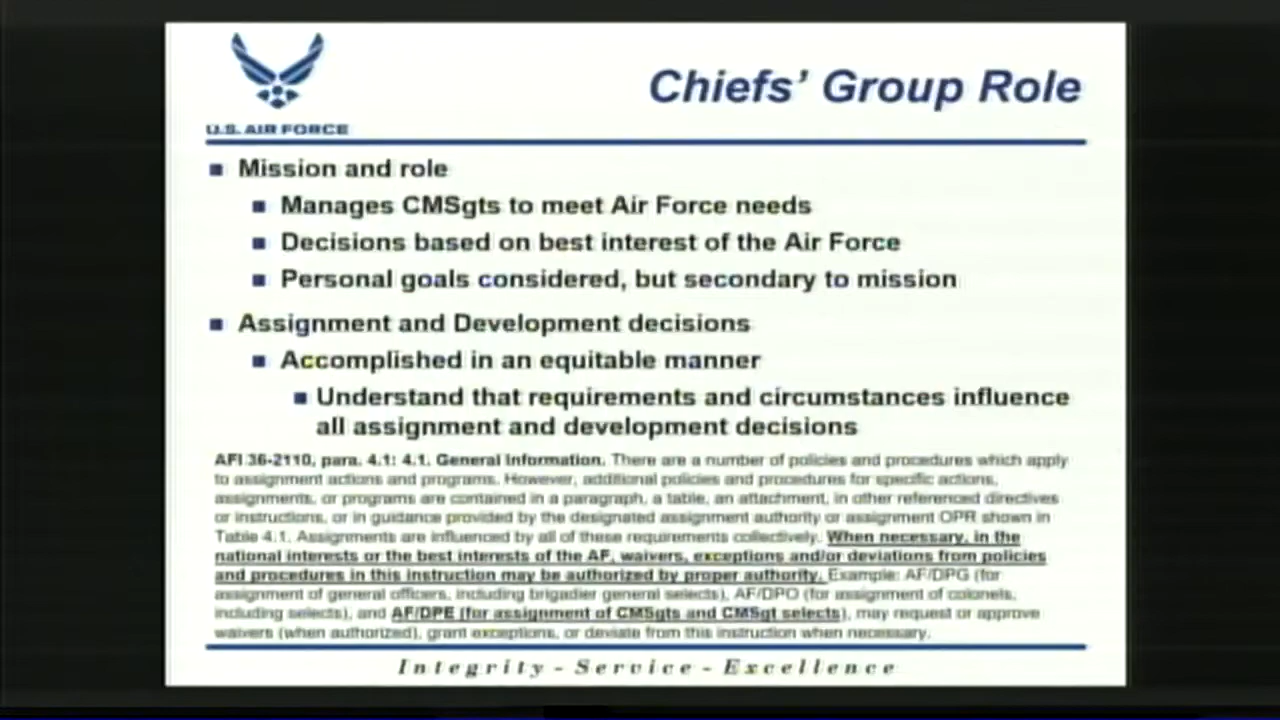 Chiefs' Group Role
U.S. AIR FORCE
Mission and role
Manages CMSgts to meet Air Force needs
Decisions based on best interest of the Air Force
Personal goals considered, but secondary to mission
Assignment and Development decisions
Accomplished in an equitable manner
Understand that requirements and circumstances influence
all assignment and development decisions
AFI 36-2110, para. 4.1: 4.1. General Information. There are a number of policies and procedures which apply
to assignment actions and programs. However, additional policies and procedures for specific actions,
assignments, or programs are contained in a paragraph, a table, an attachment, in other referenced directives
or instructions, or in guidance provided by the designated assignment authority or assignment OPR shown in
Table 4.1. Assignments are influenced by all of these requirements collectively. When necessary, in the
national interests or the best interests of the AF, waivers, exceptions and/or deviations from policies
and procedures in this instruction may be authorized by proper authority. Example: AF/DPG (for
assignment of general officers, including brigadier general selects), AF/DPO (for assignment of colonels,
including selects), and AF/DPE (for assignment of CMSgts and CMSgt selects), may request or approve
waivers (when authorized), grant exceptions, or deviate from this instruction when necessary.
Integrity - Service - Excellence